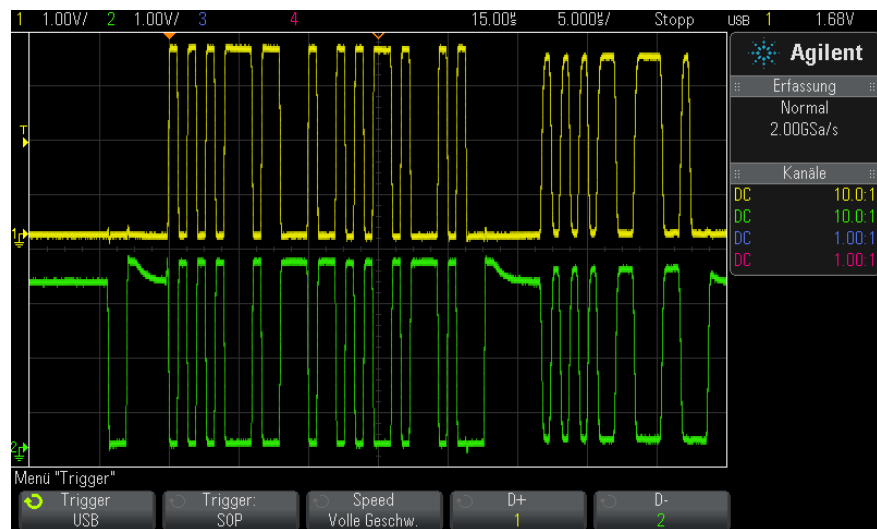 1 1.00V/ 2 1.00V/ 3 4 15.00s 5.000s/ Stopp USB 1 1.68V
Agilent
Erfassung
Normal
2.00GSa/s
Kanäle
DC 10.0:1
DC 10.0:1
DC 1.00:1
DC 1.00:1
T
1
2
Menü "Trigger"
Trigger Trigger: Speed D+ D-
USB SOP Volle Geschw. 1 2